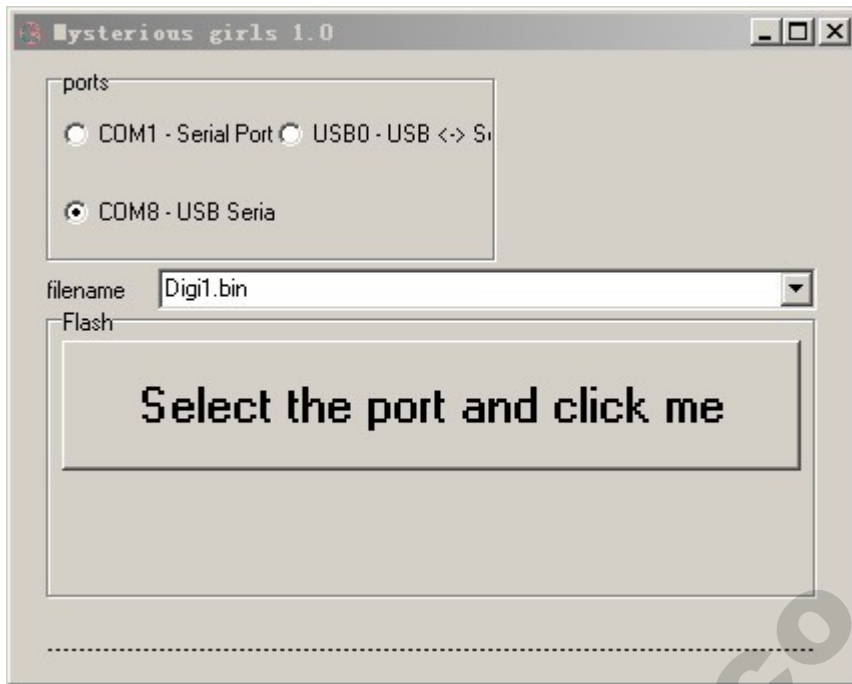 Mysterious girls 1.0
ports
COM1 - Serial Port
USB0 - USB <-> S
COM8 - USB Seria
filename
Digi1.bin
Flash
Select the port and click me